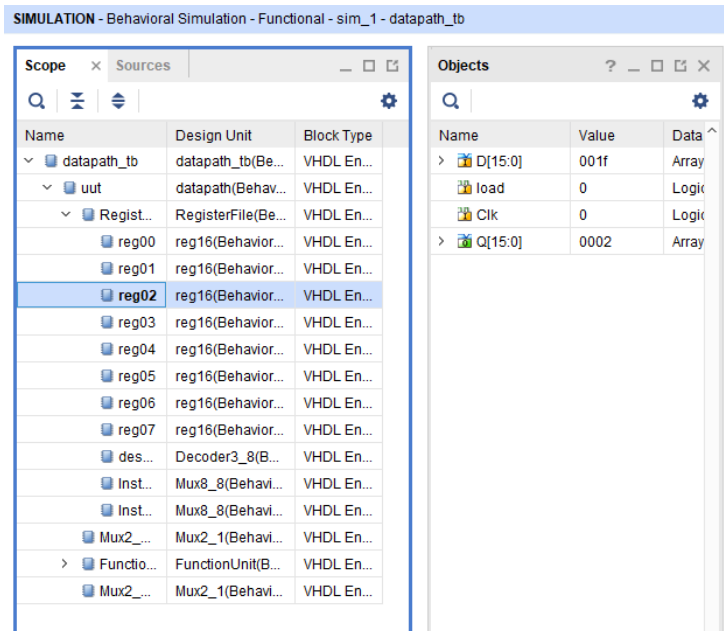 SIMULATION - Behavioral Simulation - Functional - sim_1 - datapath_tb
Scope × Sources
Name Design Unit Block Type
datapath_tb datapath_tb(Be... VHDL En...
uut datapath(Behav... VHDL En...
Regist... RegisterFile(Be... VHDL En...
reg00 reg16(Behavior... VHDL En...
reg01 reg16(Behavior... VHDL En...
reg02 reg16(Behavior... VHDL En...
reg03 reg16(Behavior... VHDL En...
reg04 reg16(Behavior... VHDL En...
reg05 reg16(Behavior... VHDL En...
reg06 reg16(Behavior... VHDL En...
reg07 reg16(Behavior... VHDL En...
des... Decoder3_8(B... VHDL En...
Inst... Mux8_8(Behavi... VHDL En...
Inst... Mux8_8(Behavi... VHDL En...
Mux2_... Mux2_1(Behavi... VHDL En...
Functio... FunctionUnit(B... VHDL En...
Mux2_... Mux2_1(Behavi... VHDL En...
Objects ?
Name Value Data
D[15:0] 001f Array
load 0 Logic
Clk 0 Logic
Q[15:0] 0002 Array